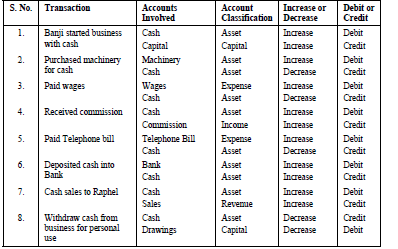 S. No. Transaction Accounts Involved Account Classification Increase or Decrease Debit or Credit
1. Banji started business Cash Asset Increase Debit
with cash Capital Capital Increase Credit
2. Purchased machinery Machinery Asset Increase Debit
for cash Cash Asset Decrease Credit
3. Paid wages Wages Expense Increase Debit
Cash Asset Decrease Credit
4. Received commission Cash Asset Increase Debit
Commission Income Increase Credit
5. Paid Telephone bill Telephone Bill Expense Increase Debit
Cash Asset Decrease Credit
6. Deposited cash into Bank Asset Increase Debit
Bank Cash Asset Decrease Credit
7. Cash sales to Raphel Cash Asset Increase Debit
Sales Revenue Increase Credit
8. Withdraw cash from Cash Asset Decrease Credit
business for personal Drawings Capital Decrease Debit
use